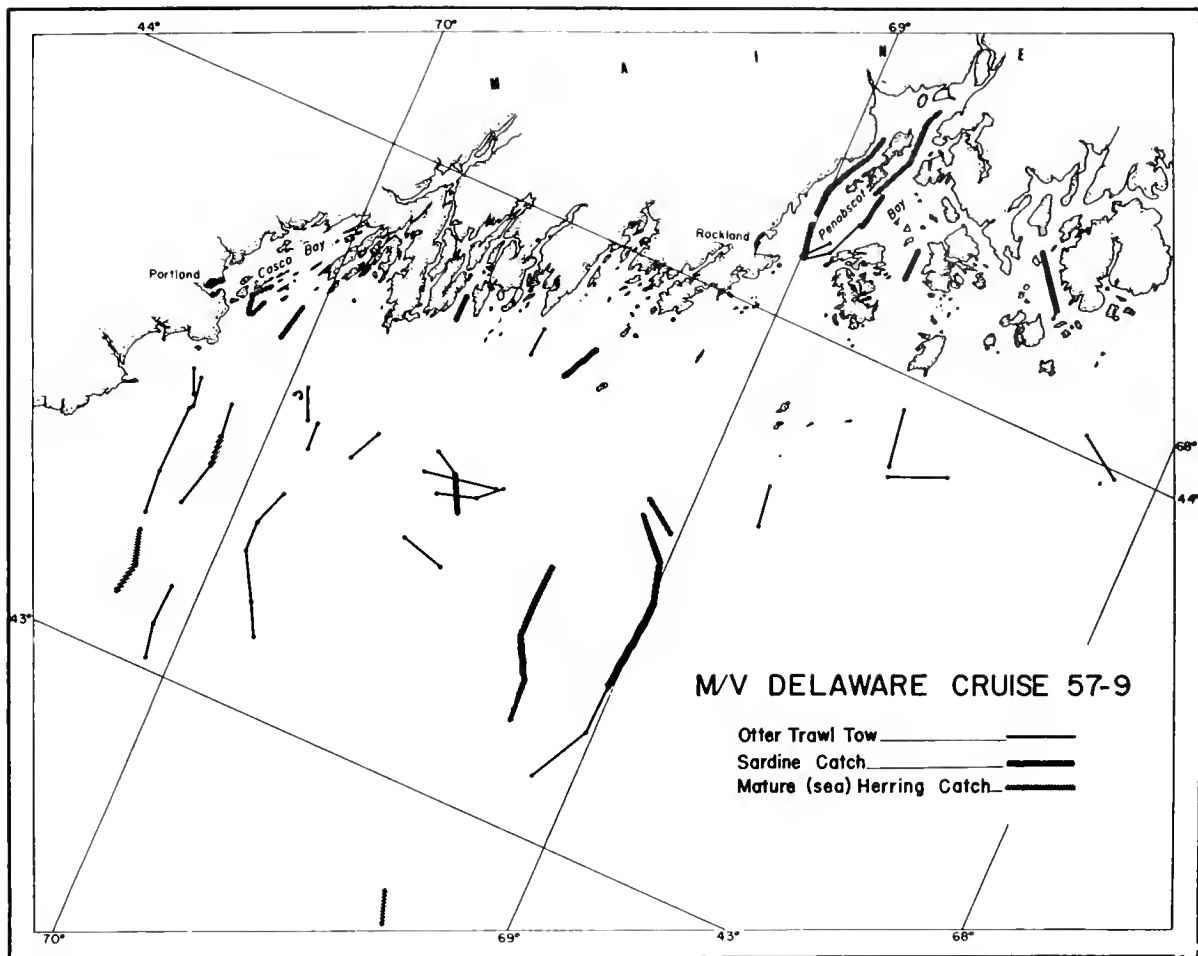 44°
70°
69°
M A I N E
Rockland
Penobscot
Bay
Casco Bay
Portland
68°
44°
43°
M/V DELAWARE CRUISE 57-9
Otter Trawl Tow
Sardine Catch
Mature (sea) Herring Catch
70°
69°
43°
68°